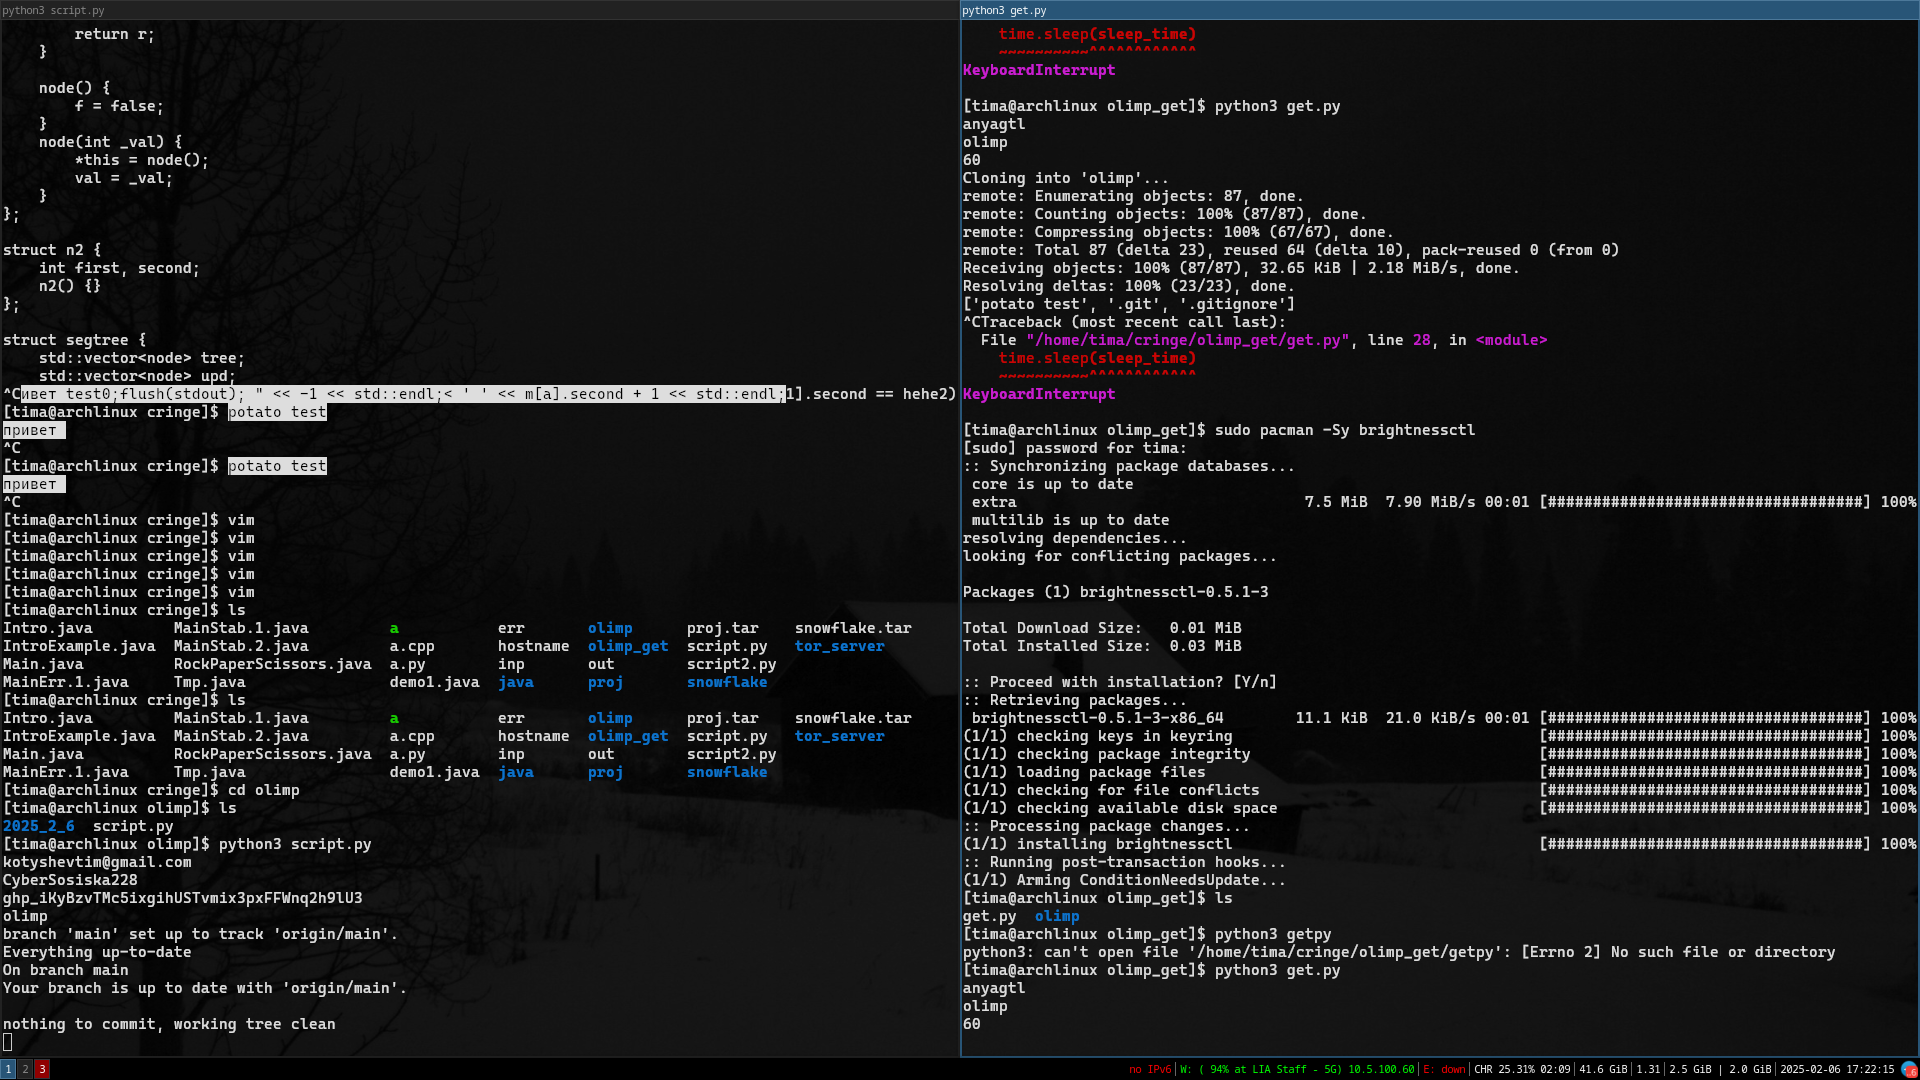 python3 script.py
        return r;
    }

    node() {
        f = false;
    }
    node(int _val) {
        *this = node();
        val = _val;
    }
};

struct n2 {
    int first, second;
    n2() {}
};

struct segtree {
    std::vector<node> tree;
    std::vector<node> upd;
^Cивет test0;flush(stdout); " << -1 << std::endl;< ' ' << m[a].second + 1 << std::endl;1].second == hehe2)
[tima@archlinux cringe]$ potato test
привет
^C
[tima@archlinux cringe]$ potato test
привет
^C
[tima@archlinux cringe]$ vim
[tima@archlinux cringe]$ vim
[tima@archlinux cringe]$ vim
[tima@archlinux cringe]$ vim
[tima@archlinux cringe]$ vim
[tima@archlinux cringe]$ ls
Intro.java         MainStab.1.java         a           err        olimp      proj.tar    snowflake.tar
IntroExample.java  MainStab.2.java         a.cpp       hostname   olimp_get  script.py   tor_server
Main.java          RockPaperScissors.java  a.py        inp        out        script2.py
MainErr.1.java     Tmp.java                demo1.java  java       proj       snowflake
[tima@archlinux cringe]$ ls
Intro.java         MainStab.1.java         a           err        olimp      proj.tar    snowflake.tar
IntroExample.java  MainStab.2.java         a.cpp       hostname   olimp_get  script.py   tor_server
Main.java          RockPaperScissors.java  a.py        inp        out        script2.py
MainErr.1.java     Tmp.java                demo1.java  java       proj       snowflake
[tima@archlinux cringe]$ cd olimp
[tima@archlinux olimp]$ ls
2025_2_6  script.py
[tima@archlinux olimp]$ python3 script.py
kotyshevtim@gmail.com
CyberSosiska228
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
olimp
branch 'main' set up to track 'origin/main'.
Everything up-to-date
On branch main
Your branch is up to date with 'origin/main'.

nothing to commit, working tree clean
python3 get.py
    time.sleep(sleep_time)
    ~~~~~~~~~~^^^^^^^^^^^^
KeyboardInterrupt

[tima@archlinux olimp_get]$ python3 get.py
anyagtl
olimp
60
Cloning into 'olimp'...
remote: Enumerating objects: 87, done.
remote: Counting objects: 100% (87/87), done.
remote: Compressing objects: 100% (67/67), done.
remote: Total 87 (delta 23), reused 64 (delta 10), pack-reused 0 (from 0)
Receiving objects: 100% (87/87), 32.65 KiB | 2.18 MiB/s, done.
Resolving deltas: 100% (23/23), done.
['potato test', '.git', '.gitignore']
^CTraceback (most recent call last):
  File "/home/tima/cringe/olimp_get/get.py", line 28, in <module>
    time.sleep(sleep_time)
    ~~~~~~~~~~^^^^^^^^^^^^
KeyboardInterrupt

[tima@archlinux olimp_get]$ sudo pacman -Sy brightnessctl
[sudo] password for tima:
:: Synchronizing package databases...
 core is up to date
 extra                                7.5 MiB  7.90 MiB/s 00:01 [###################################] 100%
 multilib is up to date
resolving dependencies...
looking for conflicting packages...

Packages (1) brightnessctl-0.5.1-3

Total Download Size:   0.01 MiB
Total Installed Size:  0.03 MiB

:: Proceed with installation? [Y/n]
:: Retrieving packages...
 brightnessctl-0.5.1-3-x86_64        11.1 KiB  21.0 KiB/s 00:01 [###################################] 100%
(1/1) checking keys in keyring                                  [###################################] 100%
(1/1) checking package integrity                                [###################################] 100%
(1/1) loading package files                                     [###################################] 100%
(1/1) checking for file conflicts                               [###################################] 100%
(1/1) checking available disk space                             [###################################] 100%
:: Processing package changes...
(1/1) installing brightnessctl                                  [###################################] 100%
:: Running post-transaction hooks...
(1/1) Arming ConditionNeedsUpdate...
[tima@archlinux olimp_get]$ ls
get.py  olimp
[tima@archlinux olimp_get]$ python3 getpy
python3: can't open file '/home/tima/cringe/olimp_get/getpy': [Errno 2] No such file or directory
[tima@archlinux olimp_get]$ python3 get.py
anyagtl
olimp
60
1 2 3
no IPv6|W: ( 94% at LIA Staff - 5G) 10.5.100.60|E: down|CHR 25.31% 02:09|41.6 GiB|1.31|2.5 GiB | 2.0 GiB|2025-02-06 17:22:15